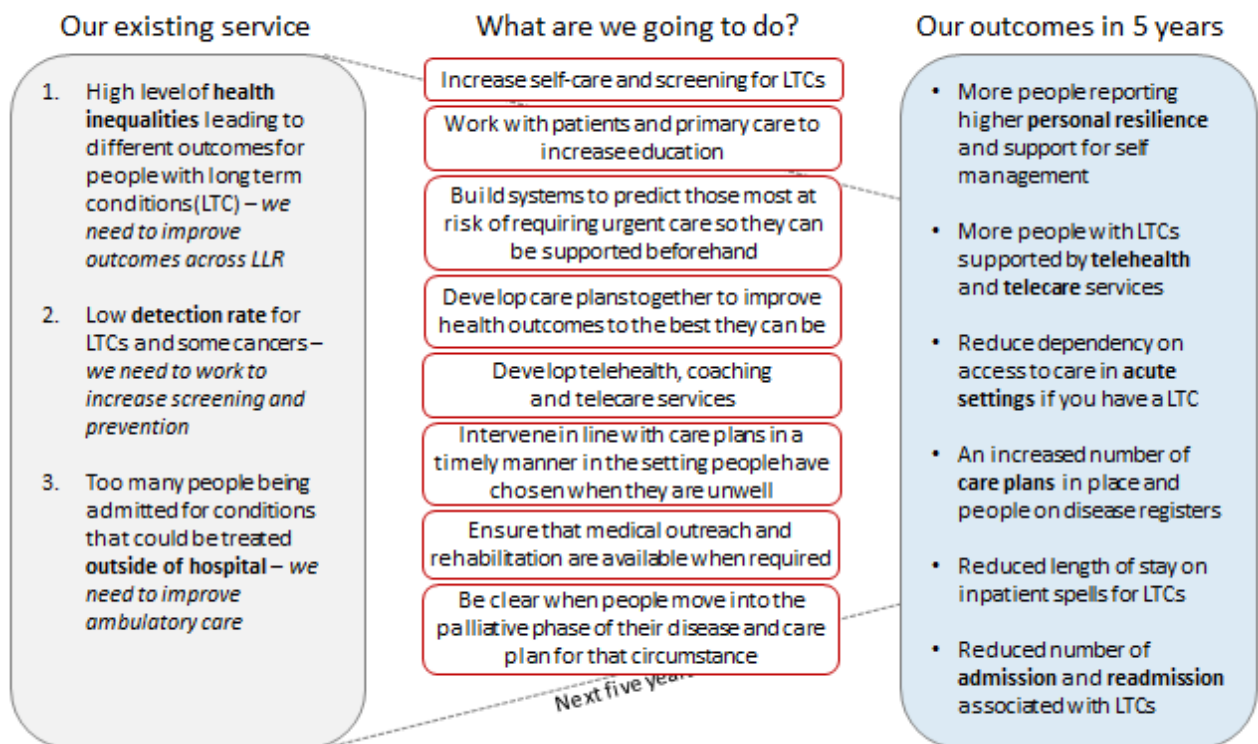 Our existing service
1. High level of health
inequalities leading to
different outcomes for
people with long term
conditions (LTC) – we
need to improve
outcomes across LLR
2. Low detection rate for
LTCs and some cancers –
we need to work to
increase screening and
prevention
3. Too many people being
admitted for conditions
that could be treated
outside of hospital – we
need to improve
ambulatory care
What are we going to do?
Increase self-care and screening for LTCs
Work with patients and primary care to
increase education
Build systems to predict those most at
risk of requiring urgent care so they can
be supported beforehand
Develop care plans together to improve
health outcomes to the best they can be
Develop telehealth, coaching
and telecare services
Intervene in line with care plans in a
timely manner in the setting people have
chosen when they are unwell
Ensure that medical outreach and
rehabilitation are available when required
Be clear when people move into the
palliative phase of their disease and care
plan for that circumstance
Next five
Our outcomes in 5 years
• More people reporting
higher personal resilience
and support for self
management
• More people with LTCs
supported by telehealth
and telecare services
• Reduce dependency on
access to care in acute
settings if you have a LTC
• An increased number of
care plans in place and
people on disease registers
• Reduced length of stay on
inpatient spells for LTCs
• Reduced number of
admission and readmission
associated with LTCs